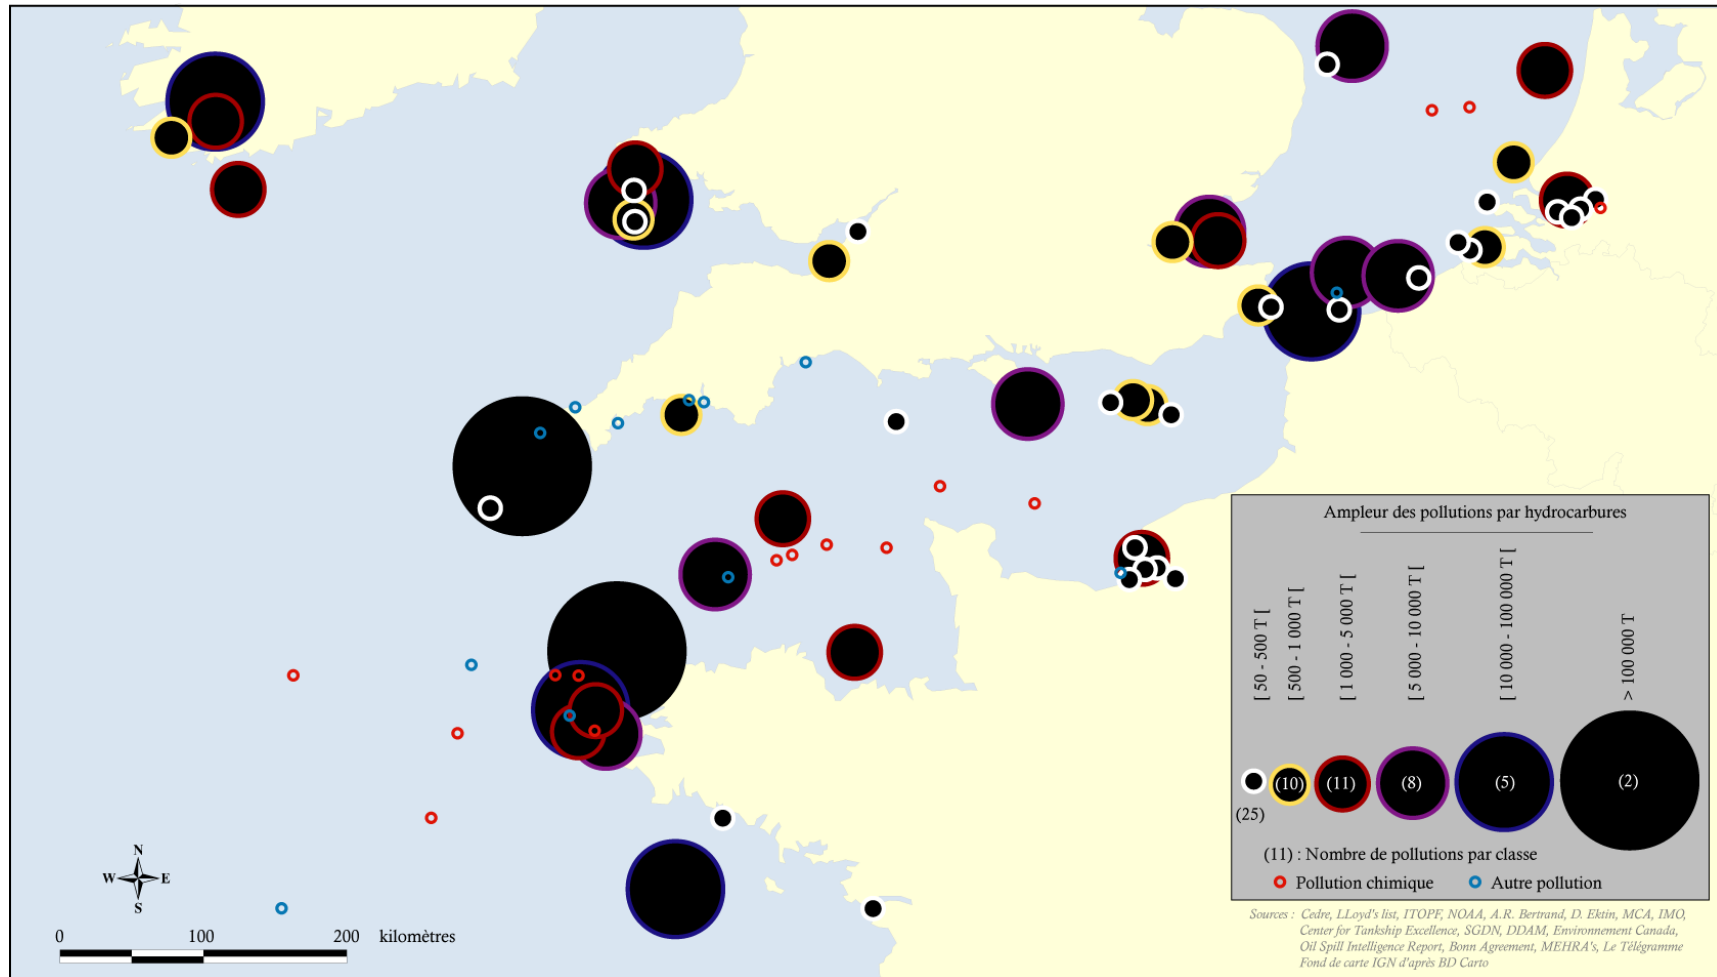 Ampleur des pollutions par hydrocarbures
[ 50 - 500 T [
[ 500 - 1 000 T [
[ 1 000 - 5 000 T [
[ 5 000 - 10 000 T [
[ 10 000 - 100 000 T [
> 100 000 T
(25)
(10)
(11)
(8)
(5)
(2)
(11) : Nombre de pollutions par classe
Pollution chimique
Autre pollution
N
W
E
S
0
100
200
kilomètres
Sources : Cedre, LLoyd's list, ITOPF, NOAA, A.R. Bertrand, D. Ektin, MCA, IMO,
Center for Tankship Excellence, SGDN, DDAM, Environnement Canada,
Oil Spill Intelligence Report, Bonn Agreement, MEHRA's, Le Télégramme
Fond de carte IGN d'après BD Carto